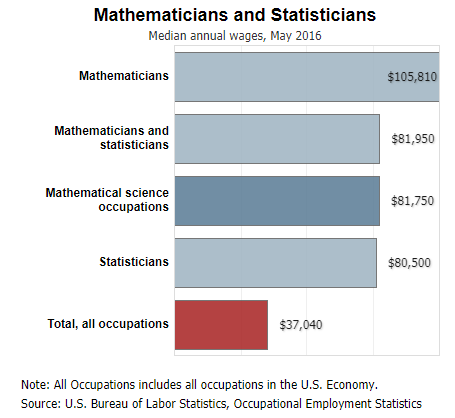 Mathematicians and Statisticians
Median annual wages, May 2016
Mathematicians
$105,810
Mathematicians and
statisticians
$81,950
Mathematical science
occupations
$81,750
Statisticians
$80,500
Total, all occupations
$37,040
Note: All Occupations includes all occupations in the U.S. Economy.
Source: U.S. Bureau of Labor Statistics, Occupational Employment Statistics